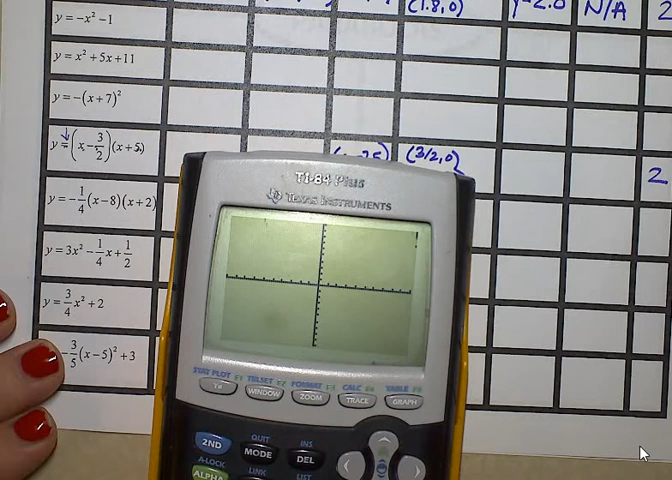 (1.8,0) y=2.0 N/A 2
y = -x² - 1
y = x² + 5x + 11
y = -(x + 7)²
y = (x - 3/2)(x + 5)
(3/2,0)
2
y = -1/4(x - 8)(x + 2)
y = 3x² - 1/4x + 1/2
y = 3/4x² + 2
-3/5(x - 5)² + 3
TI-84 Plus
TEXAS INSTRUMENTS
STAT PLOT F1 TBLSET F2 FORMAT F3 CALC F4 TABLE F5
Y= WINDOW ZOOM TRACE GRAPH
QUIT INS
2ND MODE DEL
A-LOCK LINK LIST
ALPHA